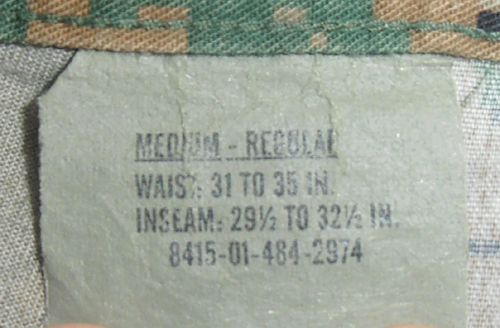 MEDIUM - REGULAR
WAIST: 31 TO 35 IN.
INSEAM: 29½ TO 32½ IN.
8415-01-484-2974